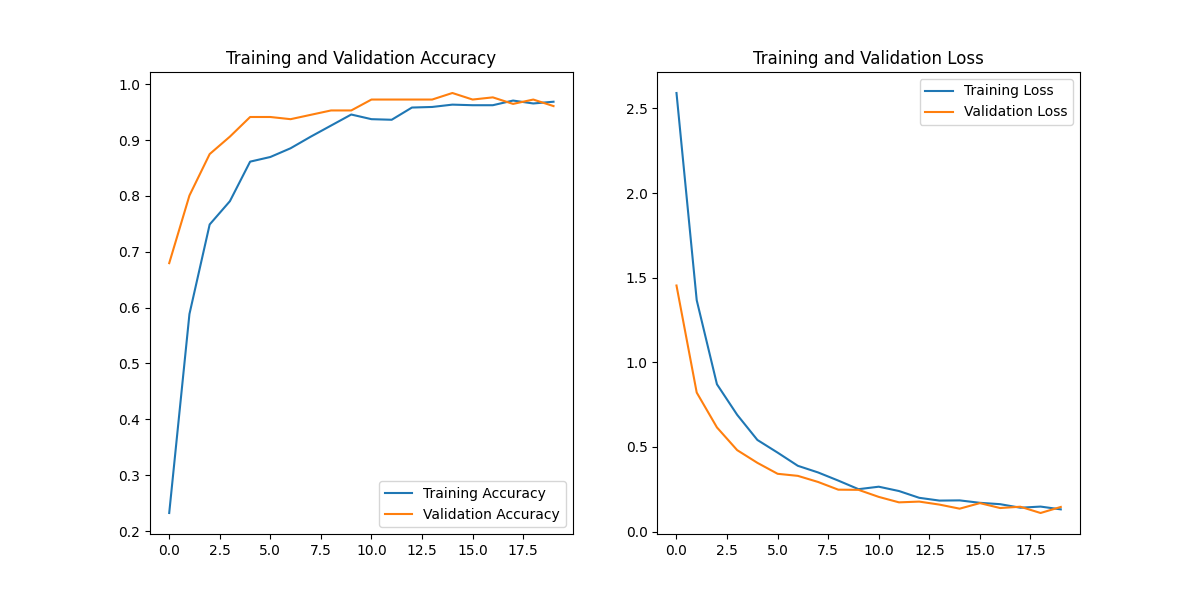 Training and Validation Accuracy
1.0
0.9
0.8
0.7
0.6
0.5
0.4
0.3
0.2
0.0 2.5 5.0 7.5 10.0 12.5 15.0 17.5
Training Accuracy
Validation Accuracy
Training and Validation Loss
2.5
2.0
1.5
1.0
0.5
0.0
0.0 2.5 5.0 7.5 10.0 12.5 15.0 17.5
Training Loss
Validation Loss